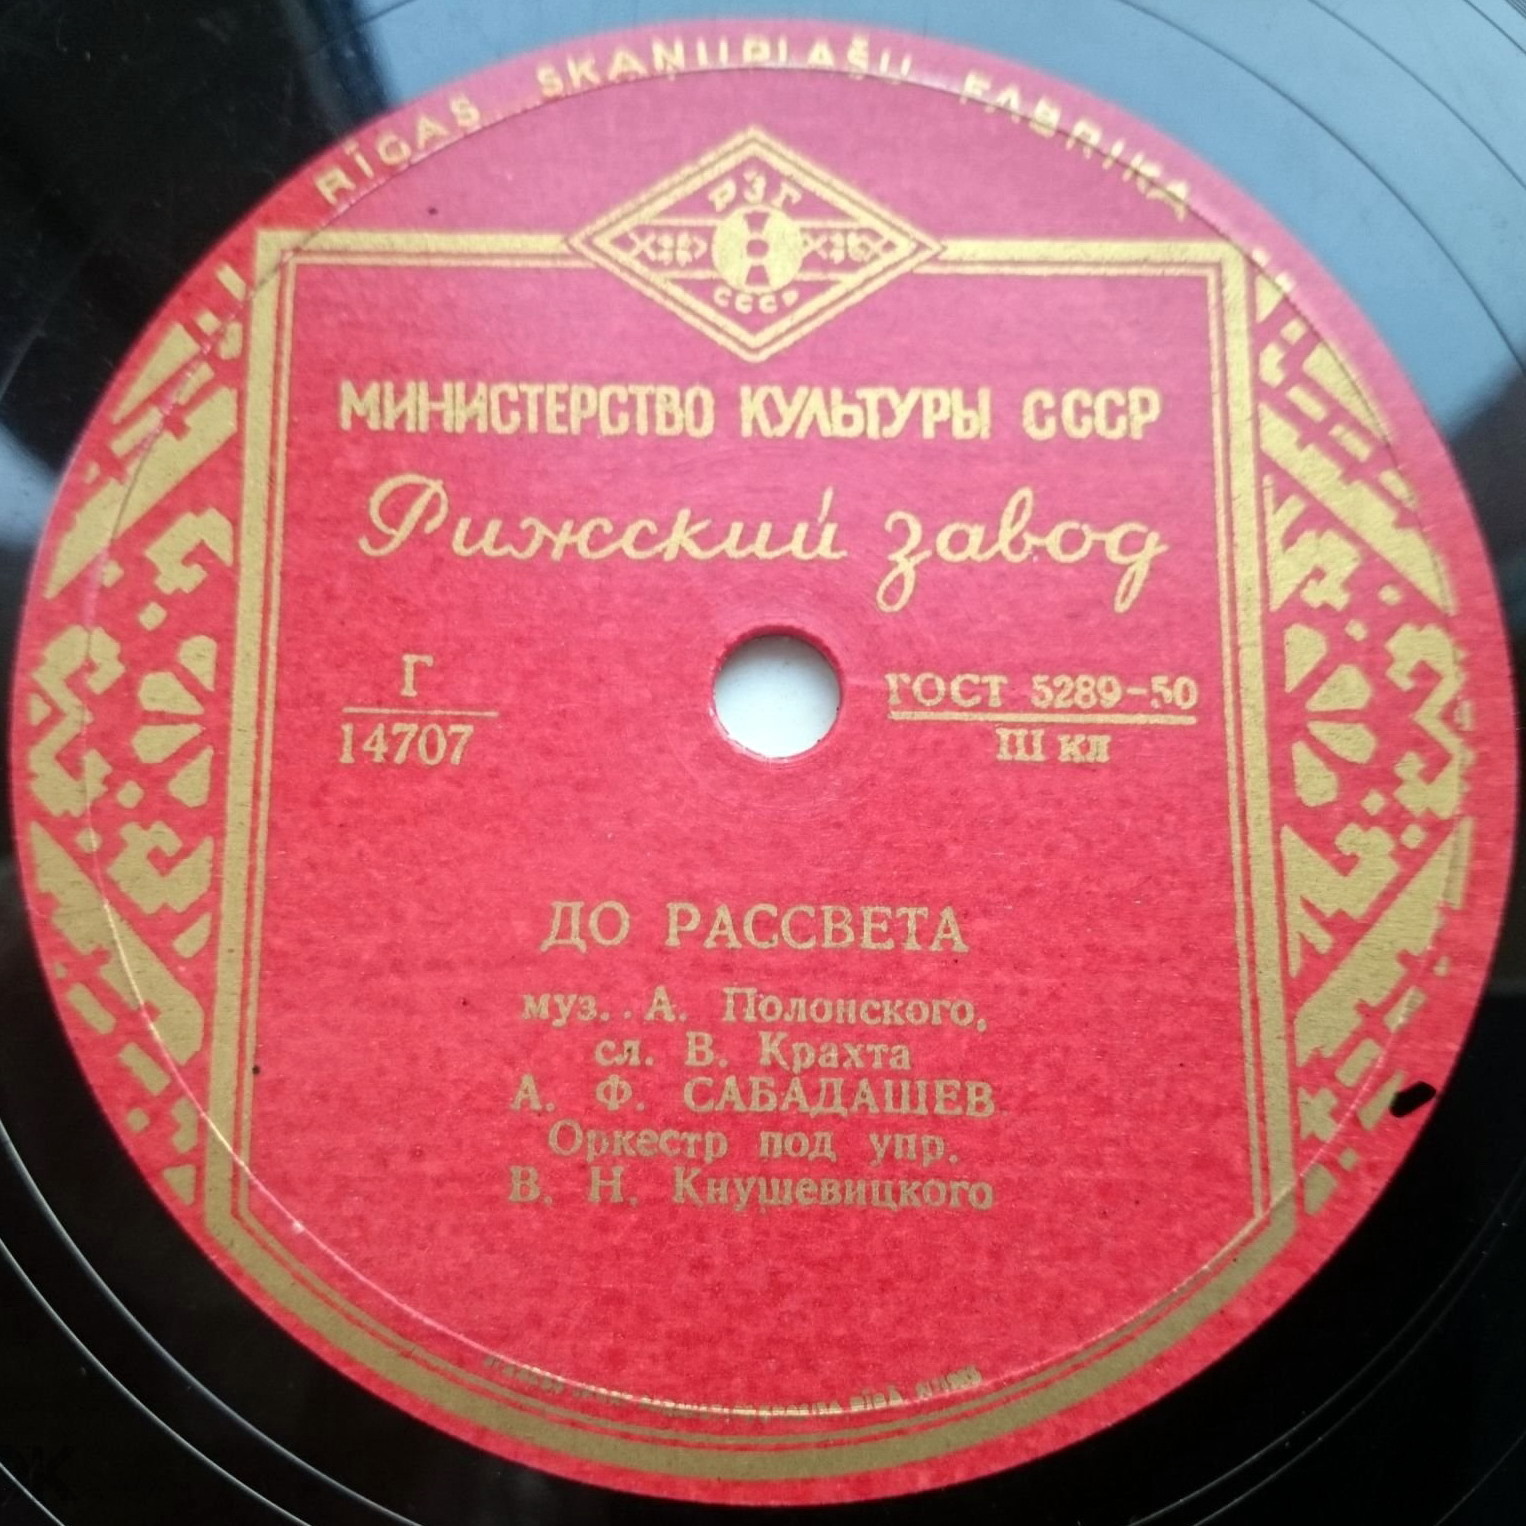 RĪGAS SKAŅUPLAŠU FABRIKA
РЗГ
СССР
МИНИСТЕРСТВО КУЛЬТУРЫ СССР
Рижский завод
Г
14707
ГОСТ 5289-50
III кл
ДО РАССВЕТА
муз. А. Полонского,
сл. В. Крахта
А. Ф. САБАДАШЕВ
Оркестр под упр.
В. Н. Кнушевицкого